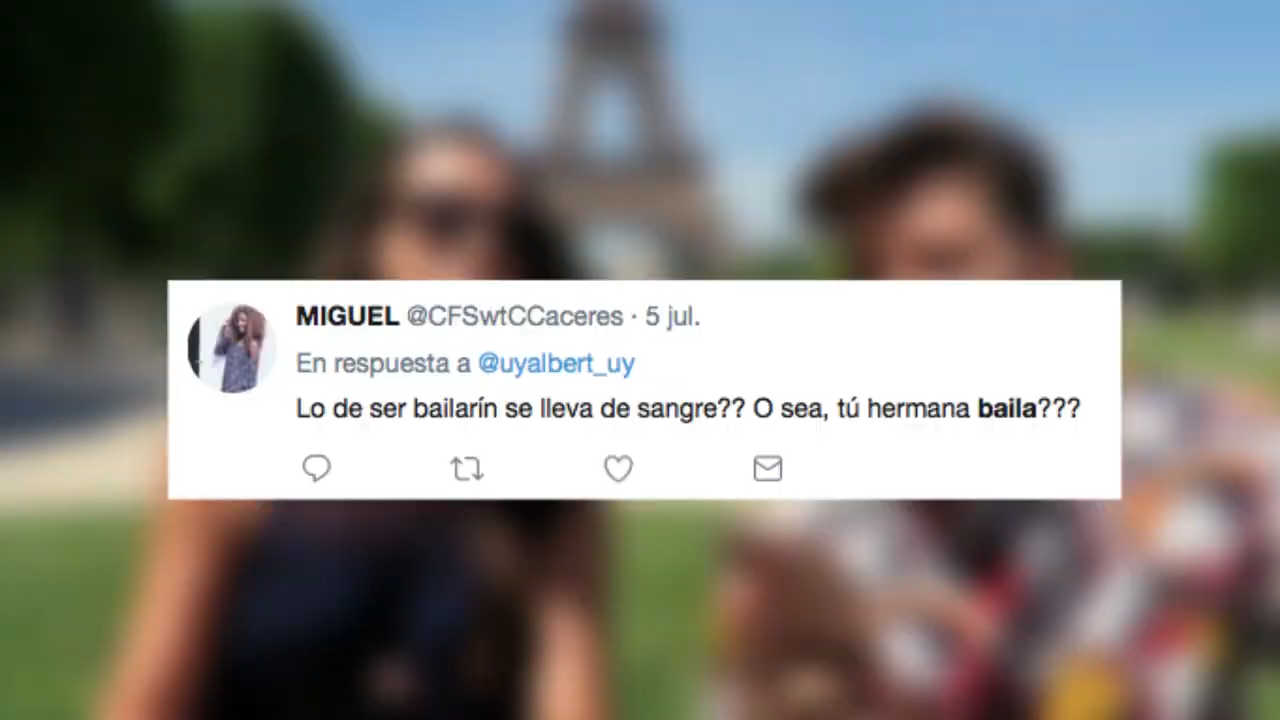 MIGUEL @CFSwtCCaceres · 5 jul.
En respuesta a @uyalbert_uy
Lo de ser bailarín se lleva de sangre?? O sea, tú hermana baila???